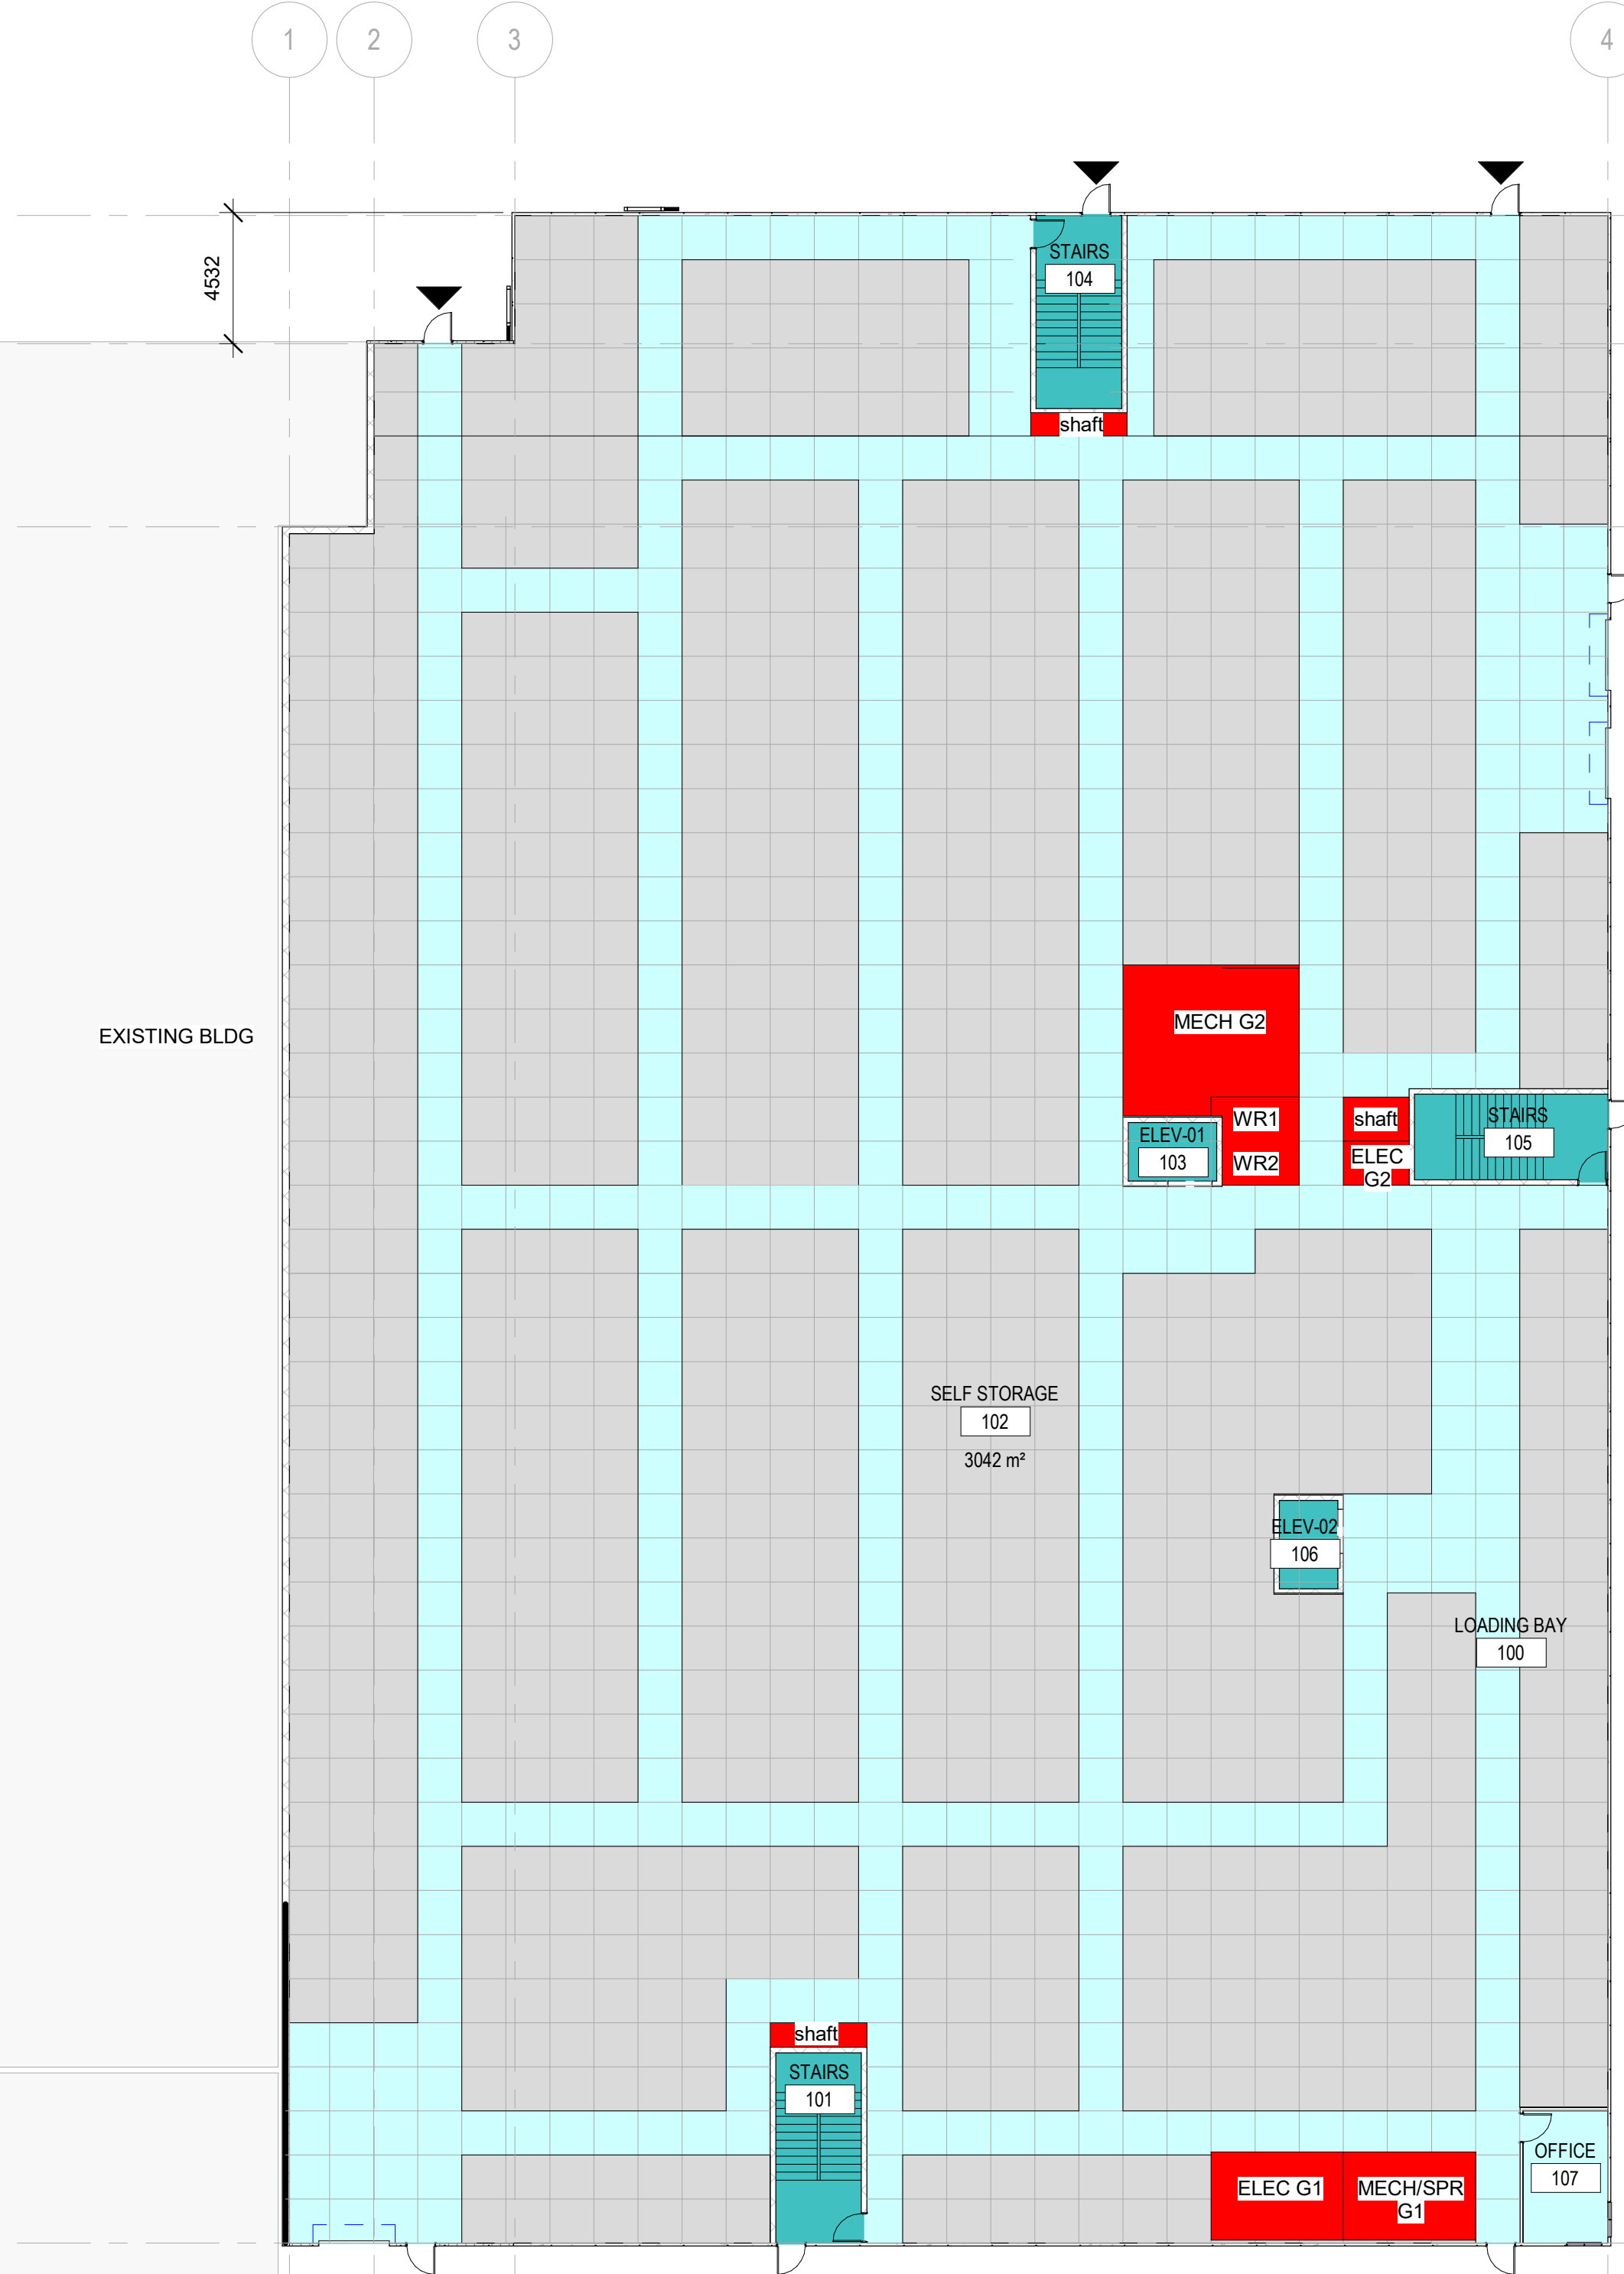 1
2
3
4
4532
STAIRS
104
shaft
EXISTING BLDG
MECH G2
WR1
WR2
ELEV-01
103
shaft
ELEC
G2
STAIRS
105
SELF STORAGE
102
3042 m²
ELEV-02
106
LOADING BAY
100
shaft
STAIRS
101
ELEC G1
MECH/SPR
G1
OFFICE
107